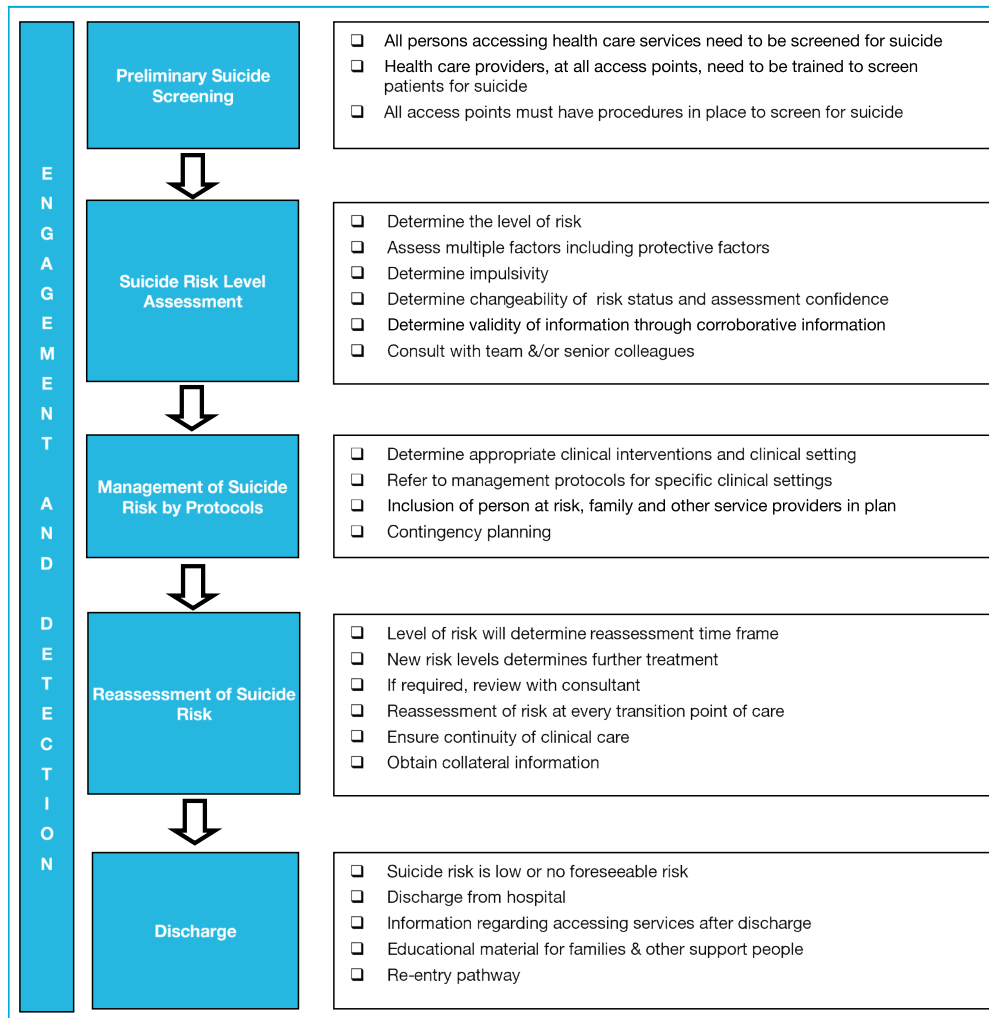 ENGAGEMENT AND DETECTION
Preliminary Suicide
Screening
❑ All persons accessing health care services need to be screened for suicide
❑ Health care providers, at all access points, need to be trained to screen
patients for suicide
❑ All access points must have procedures in place to screen for suicide
Suicide Risk Level
Assessment
❑ Determine the level of risk
❑ Assess multiple factors including protective factors
❑ Determine impulsivity
❑ Determine changeability of risk status and assessment confidence
❑ Determine validity of information through corroborative information
❑ Consult with team &/or senior colleagues
Management of Suicide
Risk by Protocols
❑ Determine appropriate clinical interventions and clinical setting
❑ Refer to management protocols for specific clinical settings
❑ Inclusion of person at risk, family and other service providers in plan
❑ Contingency planning
Reassessment of Suicide
Risk
❑ Level of risk will determine reassessment time frame
❑ New risk levels determines further treatment
❑ If required, review with consultant
❑ Reassessment of risk at every transition point of care
❑ Ensure continuity of clinical care
❑ Obtain collateral information
Discharge
❑ Suicide risk is low or no foreseeable risk
❑ Discharge from hospital
❑ Information regarding accessing services after discharge
❑ Educational material for families & other support people
❑ Re-entry pathway